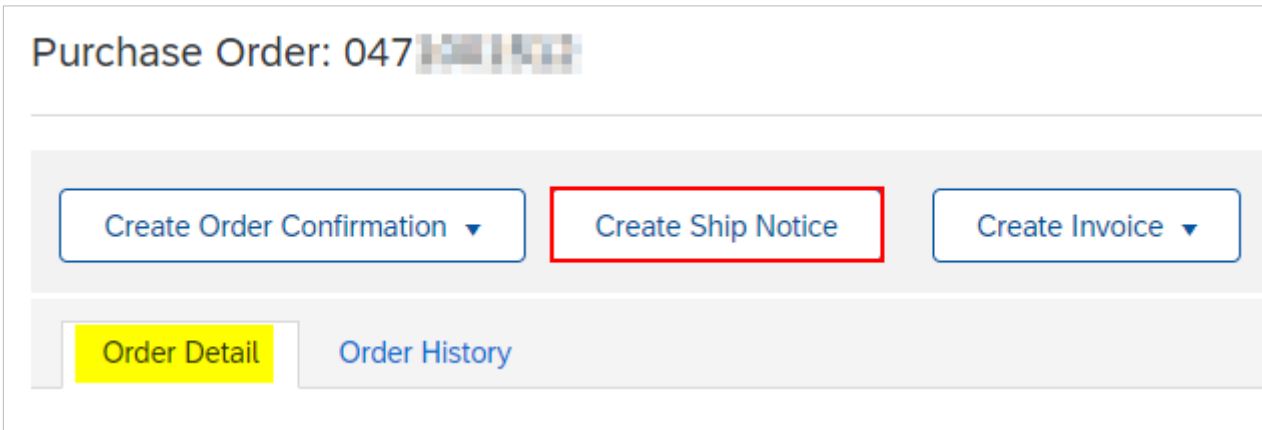 Purchase Order: 047
Create Order Confirmation ▾ Create Ship Notice Create Invoice ▾
Order Detail Order History